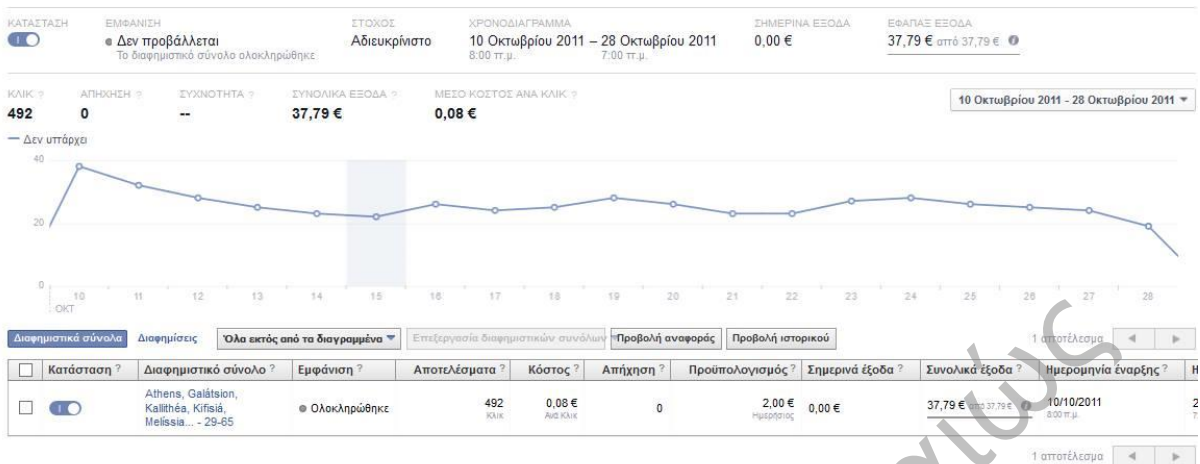 ΚΑΤΑΣΤΑΣΗ ΕΜΦΑΝΙΣΗ ΣΤΟΧΟΣ ΧΡΟΝΟΔΙΑΓΡΑΜΜΑ ΣΗΜΕΡΙΝΑ ΕΞΟΔΑ ΕΦΑΠΑΞ ΕΞΟΔΑ
Δεν προβάλλεται Αδιευκρίνιστο 10 Οκτωβρίου 2011 – 28 Οκτωβρίου 2011 0,00 € 37,79 € από 37,79 €
Το διαφημιστικό σύνολο ολοκληρώθηκε 8:00 π.μ. 7:00 π.μ.
ΚΛΙΚ ? ΑΠΗΧΗΣΗ ? ΣΥΧΝΟΤΗΤΑ ? ΣΥΝΟΛΙΚΑ ΕΞΟΔΑ ? ΜΕΣΟ ΚΟΣΤΟΣ ΑΝΑ ΚΛΙΚ ?
10 Οκτωβρίου 2011 - 28 Οκτωβρίου 2011
492 0 -- 37,79 € 0,08 €
Δεν υπάρχει
40
20
0
10 11 12 13 14 15 16 17 18 19 20 21 22 23 24 25 26 27 28
ΟΚΤ
Διαφημιστικά σύνολα Διαφημίσεις Όλα εκτός από τα διαγραμμένα Επεξεργασία διαφημιστικών συνόλων Προβολή αναφοράς Προβολή ιστορικού 1 αποτέλεσμα
Κατάσταση ? Διαφημιστικό σύνολο ? Εμφάνιση ? Αποτελέσματα ? Κόστος ? Απήχηση ? Προϋπολογισμός ? Σημερινά έξοδα ? Συνολικά έξοδα ? Ημερομηνία έναρξης ? Η
Athens, Galátsion,
Kallithéa, Kifisiá,
Melíssia... - 29-65
Ολοκληρώθηκε 492 0,08 € 0 2,00 € 0,00 € 37,79 € από 37,79 € 10/10/2011 2
Κλικ Ανά Κλικ Ημερήσιος 8:00 π.μ. 7
1 αποτέλεσμα